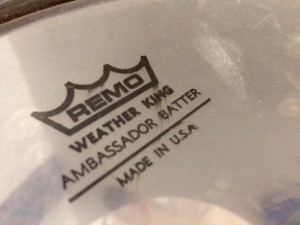 REMO
WEATHER KING
AMBASSADOR BATTER
MADE IN U.S.A.